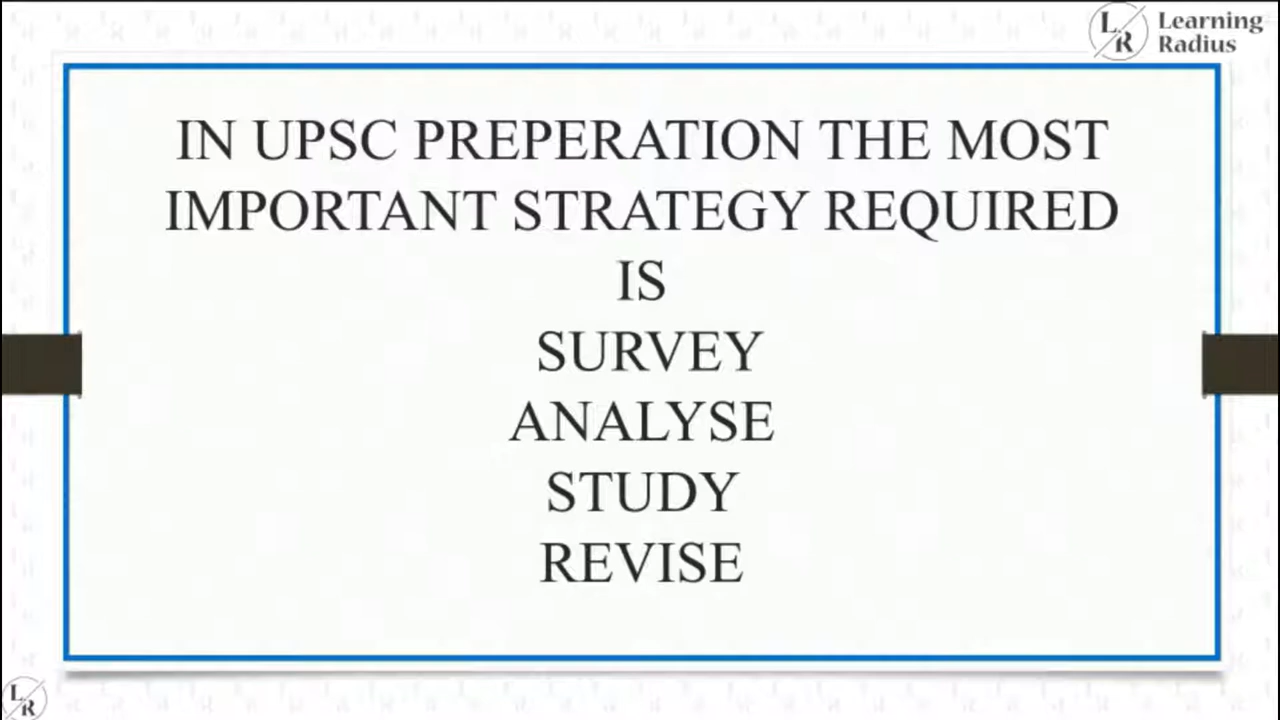 L R Learning
Radius
IN UPSC PREPERATION THE MOST
IMPORTANT STRATEGY REQUIRED
IS
SURVEY
ANALYSE
STUDY
REVISE
L R